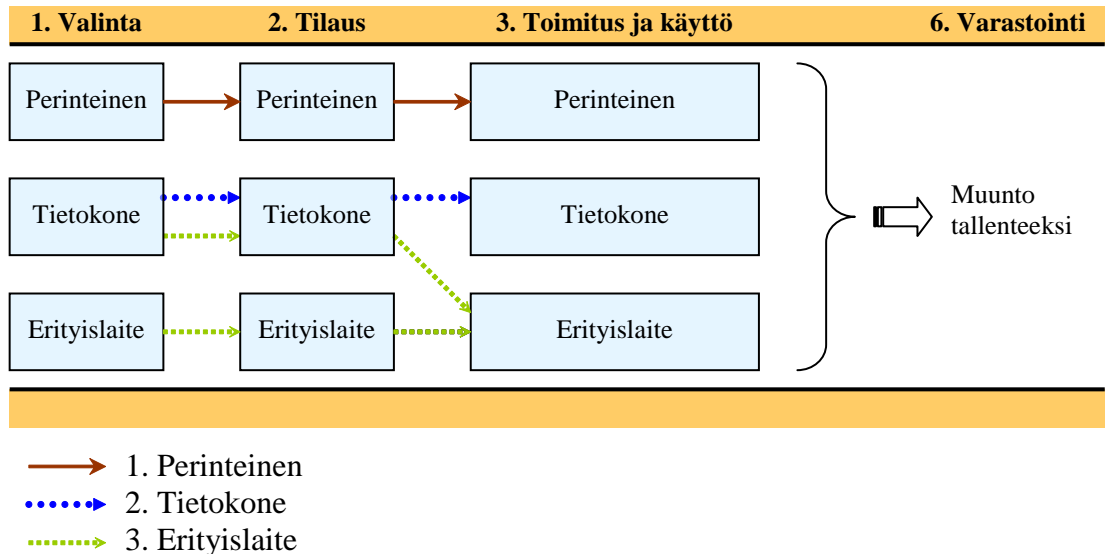 1. Valinta 2. Tilaus 3. Toimitus ja käyttö 6. Varastointi
Perinteinen Perinteinen Perinteinen
Tietokone Tietokone Tietokone
Muunto
tallenteeksi
Erityislaite Erityislaite Erityislaite
1. Perinteinen
2. Tietokone
3. Erityislaite